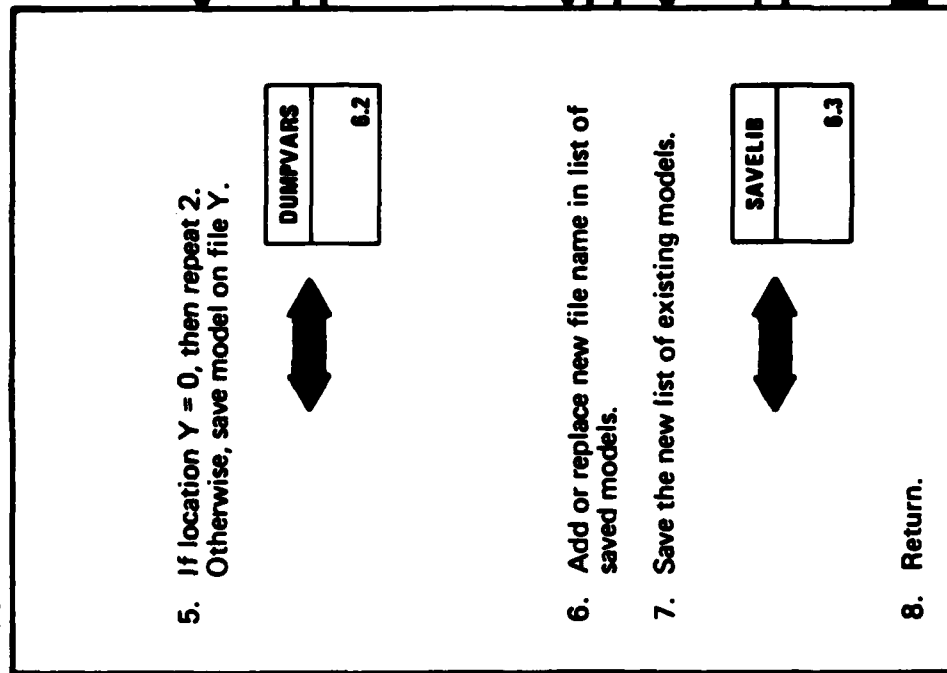 5. If location Y = 0, then repeat 2.
Otherwise, save model on file Y.
DUMPVARS
6.2
6. Add or replace new file name in list of
saved models.
7. Save the new list of existing models.
SAVELIB
6.3
8. Return.